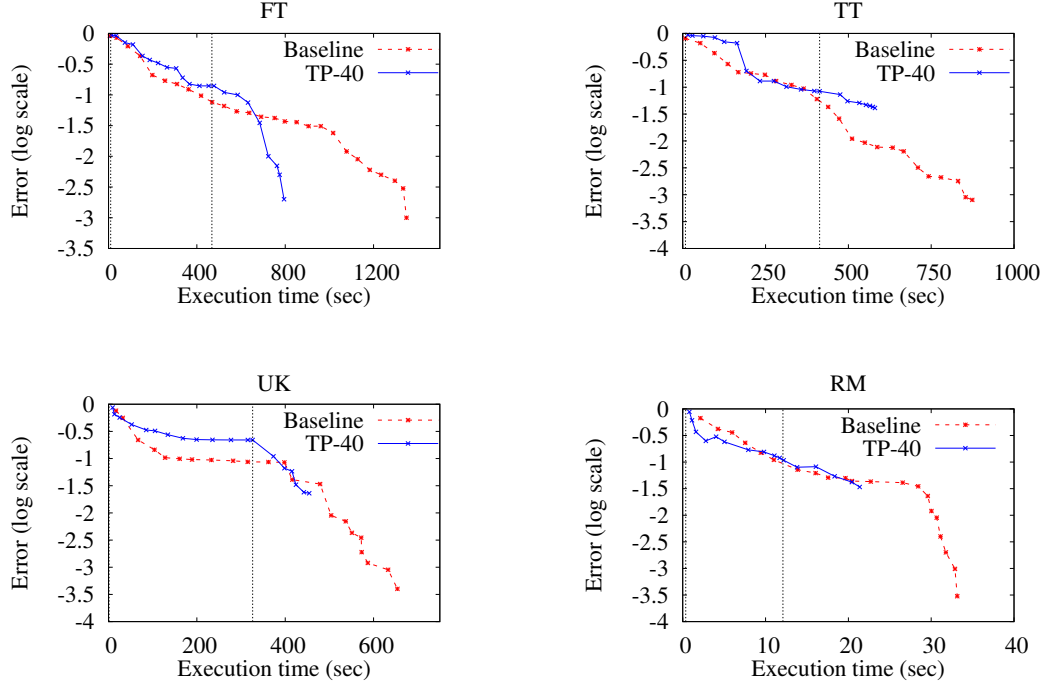 FT
Baseline
TP-40
Error (log scale)
0
-0.5
-1
-1.5
-2
-2.5
-3
-3.5
0 400 800 1200
Execution time (sec)
TT
Baseline
TP-40
Error (log scale)
0
-0.5
-1
-1.5
-2
-2.5
-3
-3.5
-4
0 250 500 750 1000
Execution time (sec)
UK
Baseline
TP-40
Error (log scale)
0
-0.5
-1
-1.5
-2
-2.5
-3
-3.5
-4
0 200 400 600
Execution time (sec)
RM
Baseline
TP-40
Error (log scale)
0
-0.5
-1
-1.5
-2
-2.5
-3
-3.5
-4
0 10 20 30 40
Execution time (sec)